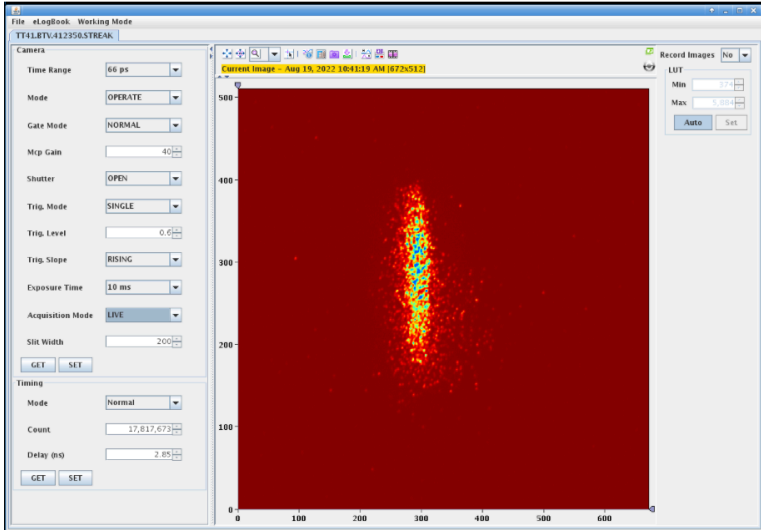 File eLogBook Working Mode
TT41.BTV.412350.STREAK
Camera
Time Range 66 ps
Mode OPERATE
Gate Mode NORMAL
Mcp Gain 40
Shutter OPEN
Trig. Mode SINGLE
Trig. Level 0.6
Trig. Slope RISING
Exposure Time 10 ms
Acquisition Mode LIVE
Slit Width 200
GET SET
Timing
Mode Normal
Count 17,817,673
Delay (ns) 2.85
GET SET
Current Image - Aug 19, 2022 10:41:19 AM [672x512]
500
400
300
200
100
0
0 100 200 300 400 500 600
Record Images No
LUT
Min 574
Max
Auto Set